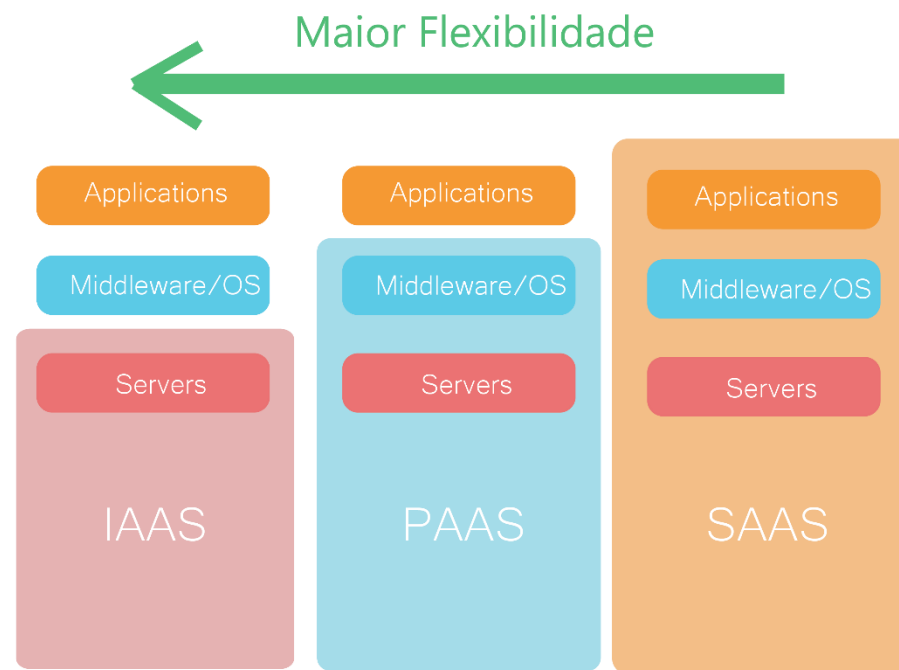 Maior Flexibilidade
Applications
Middleware/OS
Servers
IAAS
Applications
Middleware/OS
Servers
PAAS
Applications
Middleware/OS
Servers
SAAS